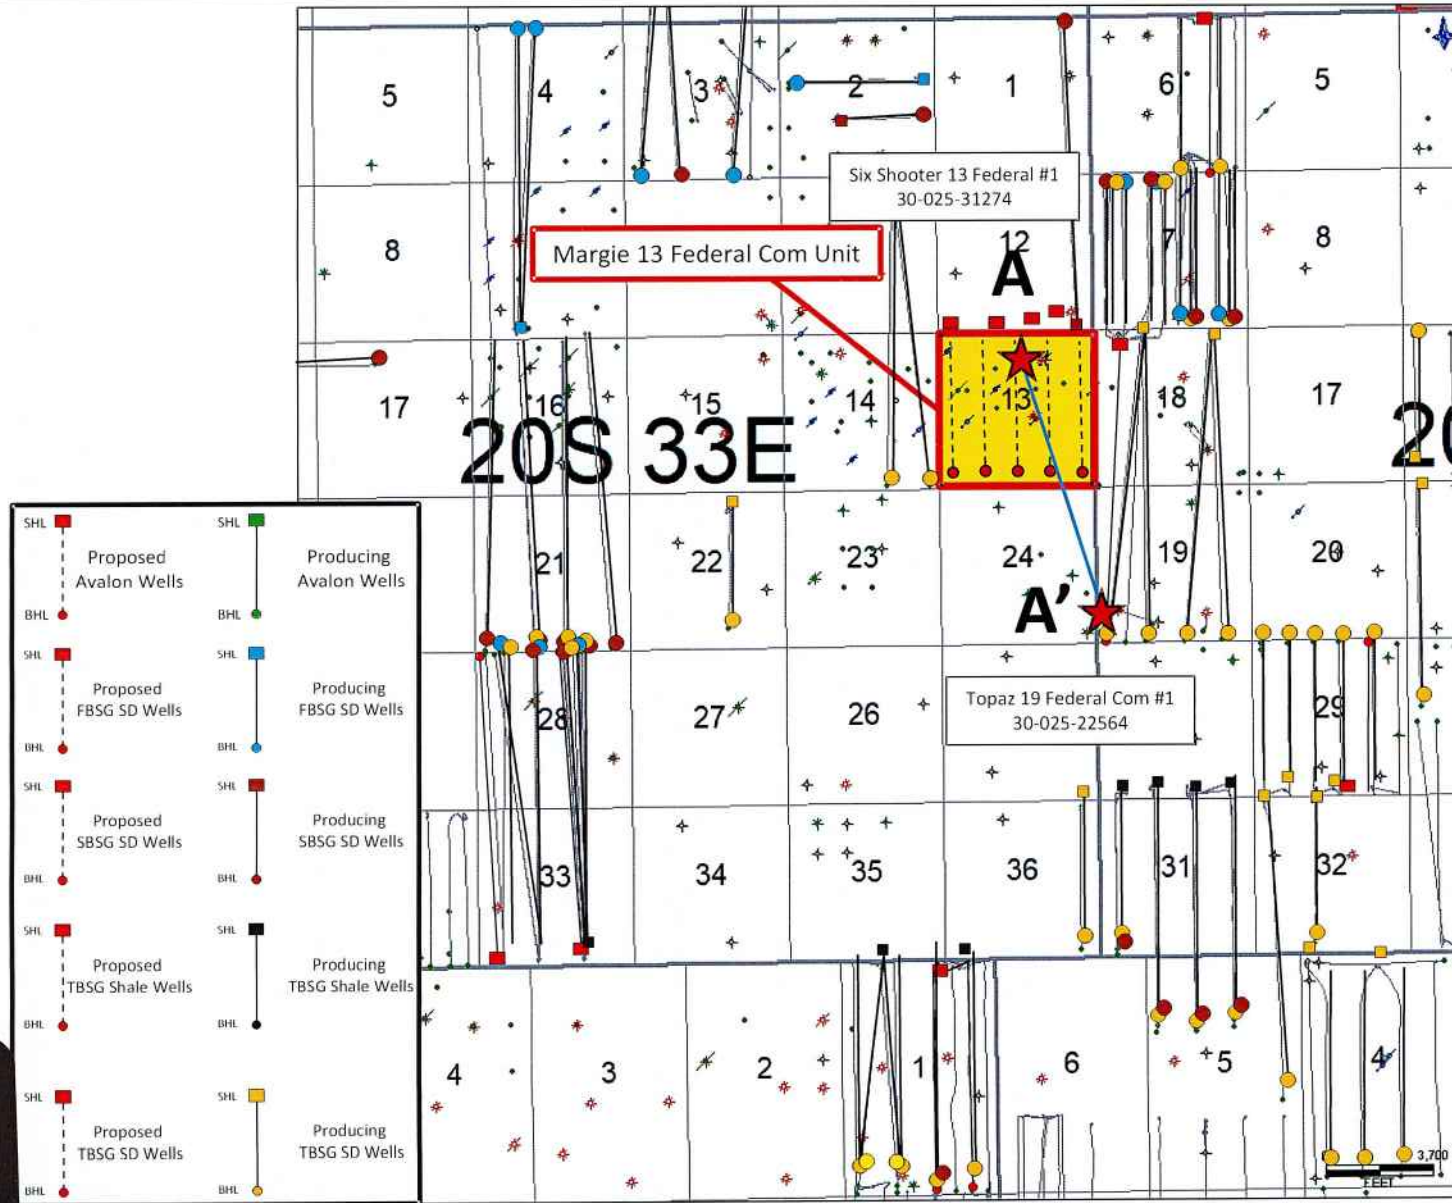 5
4
3
2
1
6
5
Six Shooter 13 Federal #1
30-025-31274
8
Margie 13 Federal Com Unit
12
7
8
A
17
16
15
14
13
18
17
20S 33E
20
21
22
23
24
19
20
A'
28
27
26
Topaz 19 Federal Com #1
30-025-22564
29
33
34
35
36
31
32
4
3
2
1
6
5
4
3,700
FEET
SHL
Proposed
Avalon Wells
BHL
SHL
Producing
Avalon Wells
BHL
SHL
Proposed
FBSG SD Wells
BHL
SHL
Producing
FBSG SD Wells
BHL
SHL
Proposed
SBSG SD Wells
BHL
SHL
Producing
SBSG SD Wells
BHL
SHL
Proposed
TBSG Shale Wells
BHL
SHL
Producing
TBSG Shale Wells
BHL
SHL
Proposed
TBSG SD Wells
BHL
SHL
Producing
TBSG SD Wells
BHL